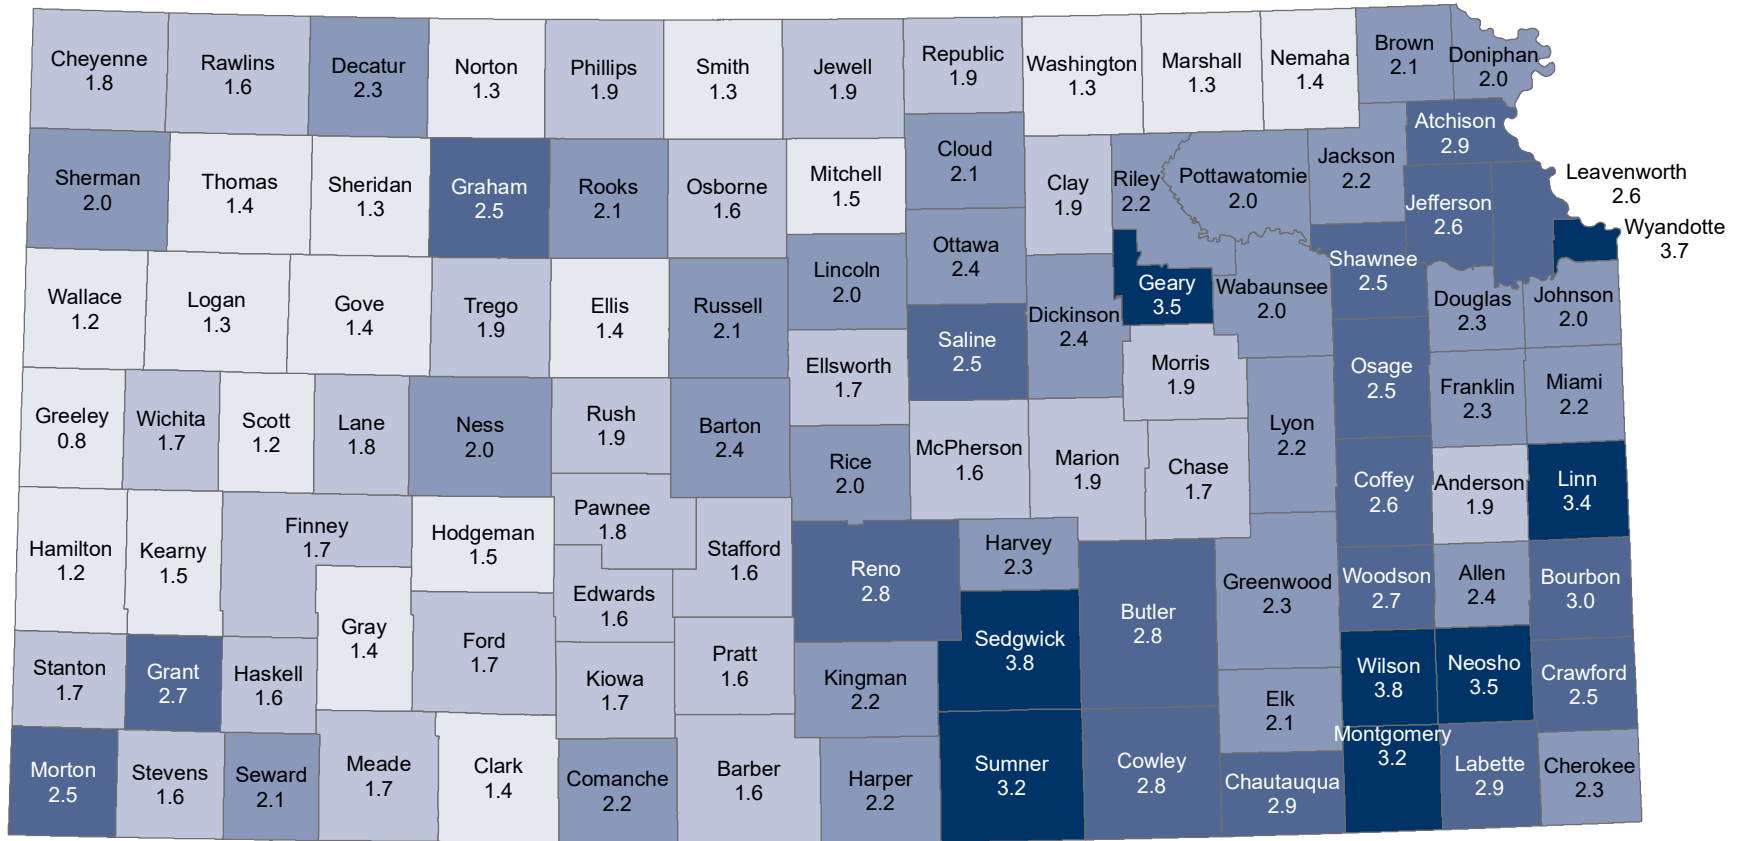 Cheyenne
1.8
Rawlins
1.6
Decatur
2.3
Norton
1.3
Phillips
1.9
Smith
1.3
Jewell
1.9
Republic
1.9
Washington
1.3
Marshall
1.3
Nemaha
1.4
Brown
2.1
Doniphan
2.0
Atchison
2.9
Sherman
2.0
Thomas
1.4
Sheridan
1.3
Graham
2.5
Rooks
2.1
Osborne
1.6
Mitchell
1.5
Cloud
2.1
Clay
1.9
Riley
2.2
Pottawatomie
2.0
Jackson
2.2
Jefferson
2.6
Leavenworth
2.6
Wyandotte
3.7
Wallace
1.2
Logan
1.3
Gove
1.4
Trego
1.9
Ellis
1.4
Russell
2.1
Lincoln
2.0
Ottawa
2.4
Saline
2.5
Dickinson
2.4
Geary
3.5
Wabaunsee
2.0
Shawnee
2.5
Douglas
2.3
Johnson
2.0
Greeley
0.8
Wichita
1.7
Scott
1.2
Lane
1.8
Ness
2.0
Rush
1.9
Barton
2.4
Ellsworth
1.7
Rice
2.0
McPherson
1.6
Marion
1.9
Morris
1.9
Chase
1.7
Lyon
2.2
Osage
2.5
Franklin
2.3
Miami
2.2
Coffey
2.6
Anderson
1.9
Linn
3.4
Hamilton
1.2
Kearny
1.5
Finney
1.7
Hodgeman
1.5
Pawnee
1.8
Stafford
1.6
Edwards
1.6
Gray
1.4
Ford
1.7
Reno
2.8
Harvey
2.3
Sedgwick
3.8
Butler
2.8
Greenwood
2.3
Woodson
2.7
Allen
2.4
Bourbon
3.0
Stanton
1.7
Grant
2.7
Haskell
1.6
Kiowa
1.7
Pratt
1.6
Kingman
2.2
Elk
2.1
Wilson
3.8
Neosho
3.5
Crawford
2.5
Morton
2.5
Stevens
1.6
Seward
2.1
Meade
1.7
Clark
1.4
Comanche
2.2
Barber
1.6
Harper
2.2
Sumner
3.2
Cowley
2.8
Chautauqua
2.9
Montgomery
3.2
Labette
2.9
Cherokee
2.3